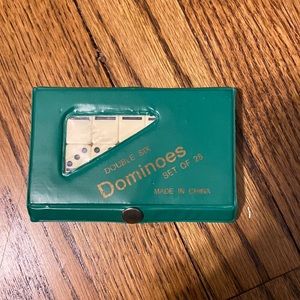 DOUBLE SIX
Dominoes
SET OF 28
MADE IN CHINA